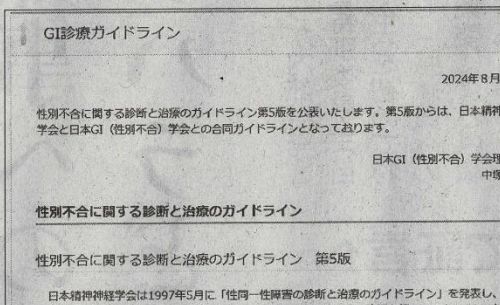 GI診療ガイドライン
2024年8月
性別不合に関する診断と治療のガイドライン第5版を公表いたします。第5版からは、日本精神
学会と日本GI（性別不合）学会との合同ガイドラインとなっております。
日本GI（性別不合）学会理
中塚
性別不合に関する診断と治療のガイドライン
性別不合に関する診断と治療のガイドライン　第5版
日本精神神経学会は1997年5月に「性同一性障害の診断と治療のガイドライン」を発表し、